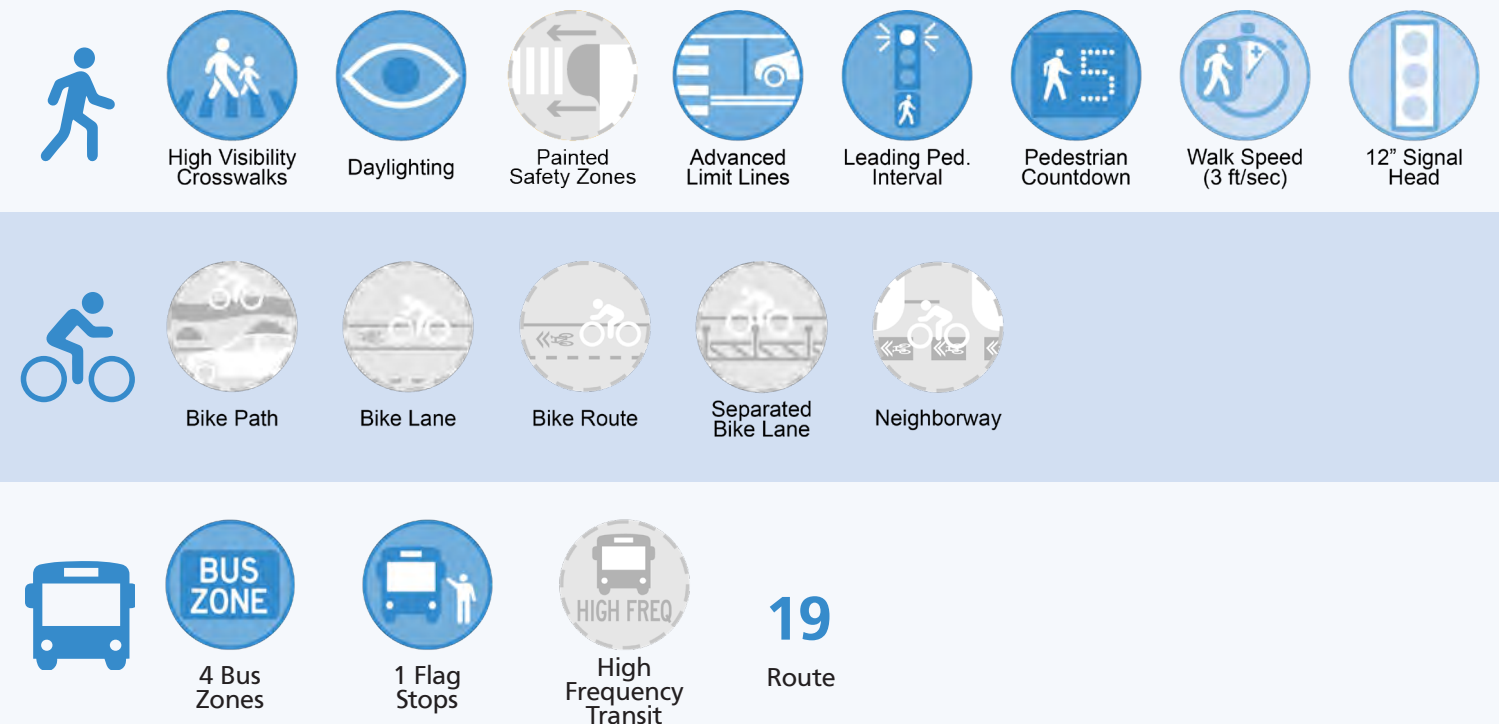 High Visibility
Crosswalks
Daylighting
Painted
Safety Zones
Advanced
Limit Lines
Leading Ped.
Interval
5
Pedestrian
Countdown
Walk Speed
(3 ft/sec)
12” Signal
Head
Bike Path
Bike Lane
Bike Route
Separated
Bike Lane
Neighborway
BUS
ZONE
4 Bus
Zones
1 Flag
Stops
HIGH FREQ
High
Frequency
Transit
19
Route